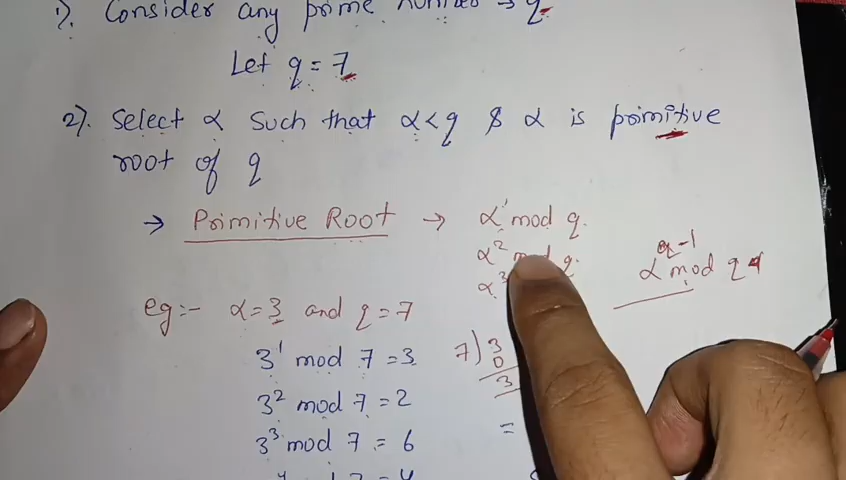 1). Consider any prime → q
Let q = 7
2). Select α such that α<q & α is primitive
root of q
→ Primitive Root → α¹ mod q.
α² mod q.
α³
α^q-1 mod q
eg:- α=3 and q=7
3¹ mod 7 = 3
7) 3
0
3
3² mod 7 = 2
3³ mod 7 = 6
=